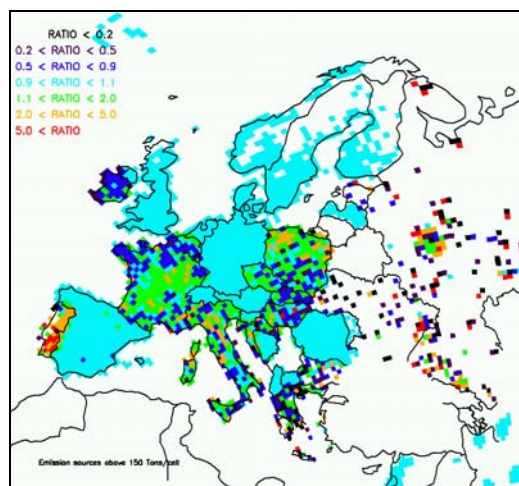 RATIO < 0.2
0.2 < RATIO < 0.5
0.5 < RATIO < 0.9
0.9 < RATIO < 1.1
1.1 < RATIO < 2.0
2.0 < RATIO < 5.0
5.0 < RATIO
Emission sources above 150 Tons/cell